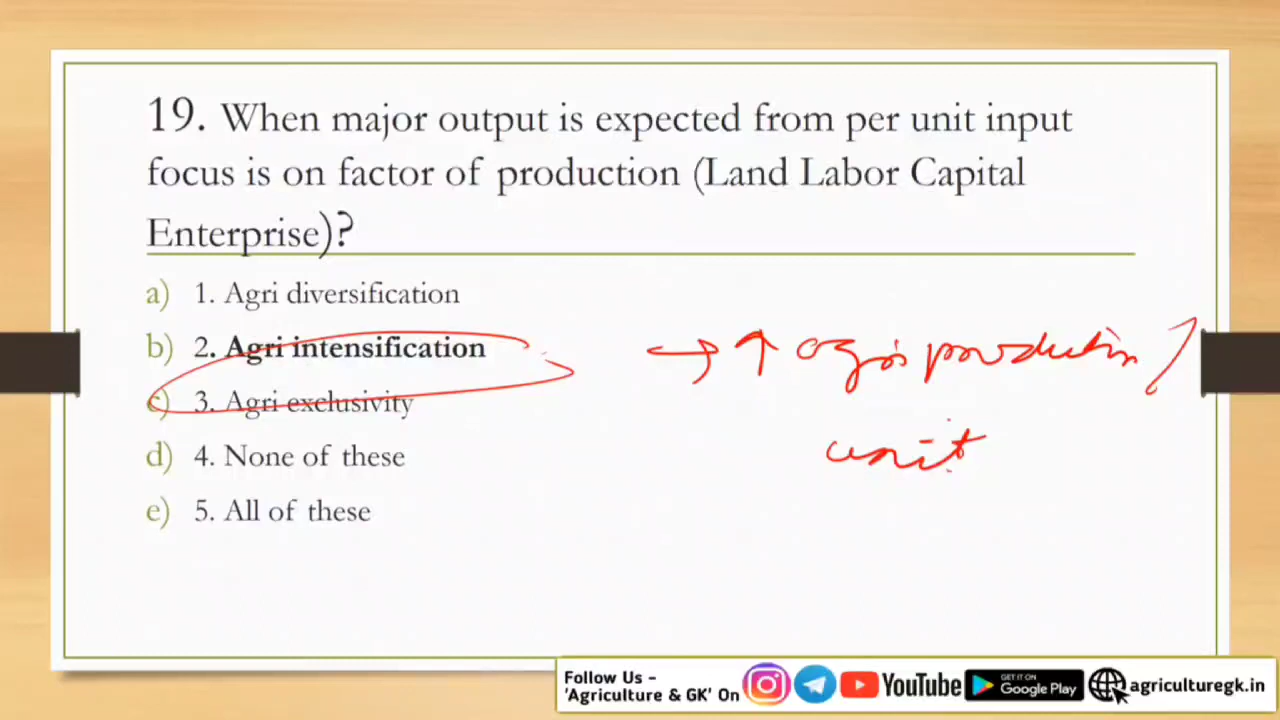 19. When major output is expected from per unit input
focus is on factor of production (Land Labor Capital
Enterprise)?
a) 1. Agri diversification
b) 2. Agri intensification
c) 3. Agri exclusivity
d) 4. None of these
e) 5. All of these
→ ↑ agri production /
unit
Follow Us -
'Agriculture & GK' On
YouTube
GET IT ON
Google Play
agriculturegk.in